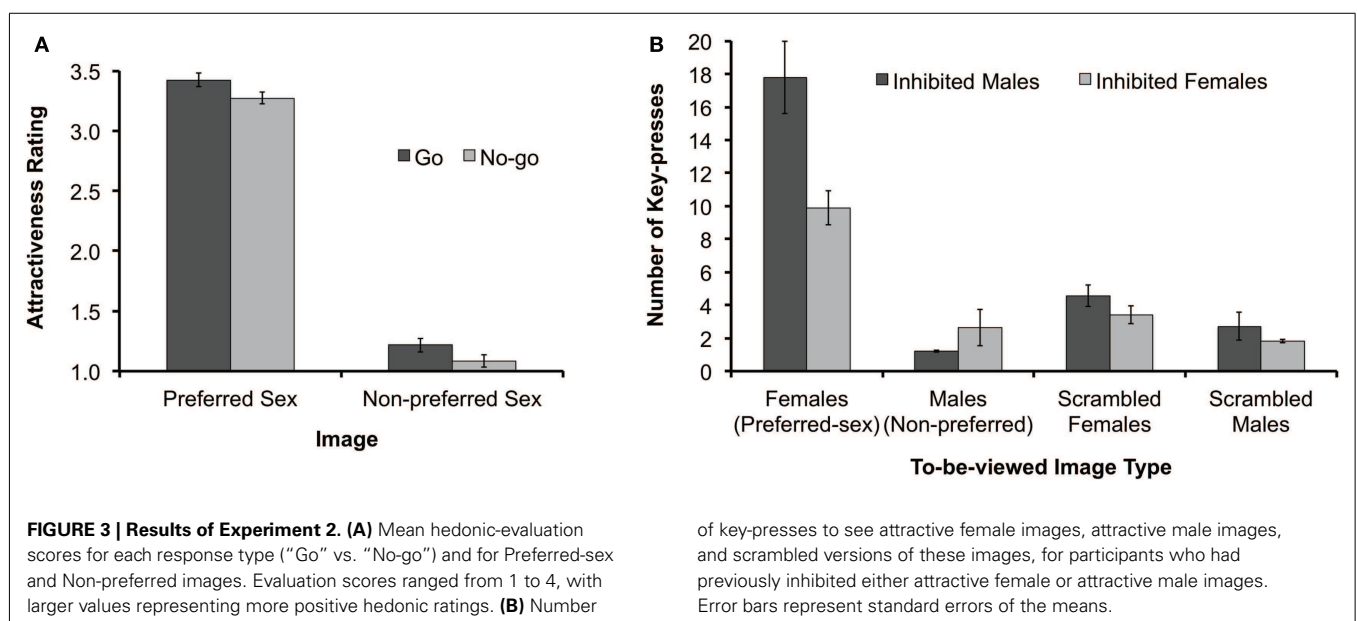 A
3.5
3.0
2.5
2.0
1.5
1.0
Attractiveness Rating
Go No-go
Preferred Sex Non-preferred Sex
Image
B
20
18
16
14
12
10
8
6
4
2
0
Number of Key-presses
Inhibited Males Inhibited Females
Females Males Scrambled Scrambled
(Preferred-sex) (Non-preferred) Females Males
To-be-viewed Image Type
FIGURE 3 | Results of Experiment 2. (A) Mean hedonic-evaluation
scores for each response type (“Go” vs. “No-go”) and for Preferred-sex
and Non-preferred images. Evaluation scores ranged from 1 to 4, with
larger values representing more positive hedonic ratings. (B) Number
of key-presses to see attractive female images, attractive male images,
and scrambled versions of these images, for participants who had
previously inhibited either attractive female or attractive male images.
Error bars represent standard errors of the means.